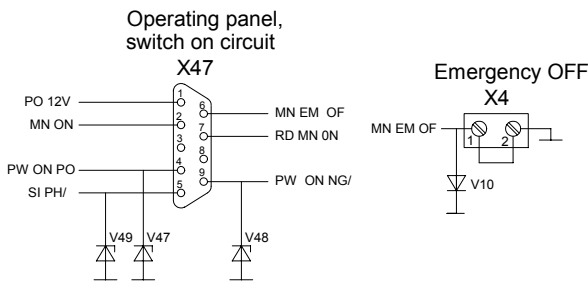 Operating panel,
switch on circuit
X47
PO 12V
MN ON
PW ON PO
SI PH/
1
2
3
4
5
6
7
8
9
MN EM OF
RD MN 0N
PW ON NG/
V49
V47
V48
Emergency OFF
X4
MN EM OF
1
2
V10